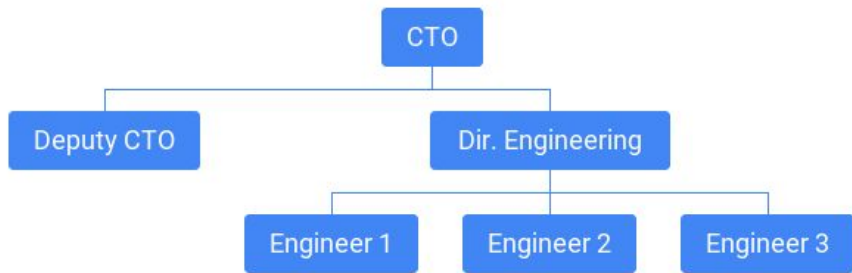 CTO
Deputy CTO
Dir. Engineering
Engineer 1
Engineer 2
Engineer 3